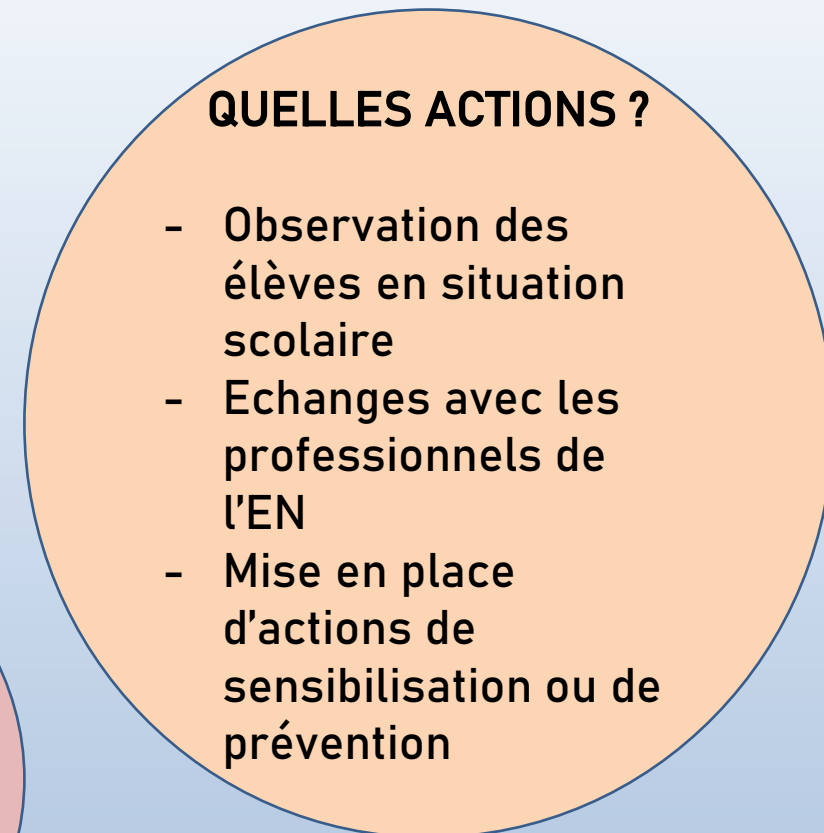 QUELLES ACTIONS ?
- Observation des
élèves en situation
scolaire
- Echanges avec les
professionnels de
l'EN
- Mise en place
d'actions de
sensibilisation ou de
prévention